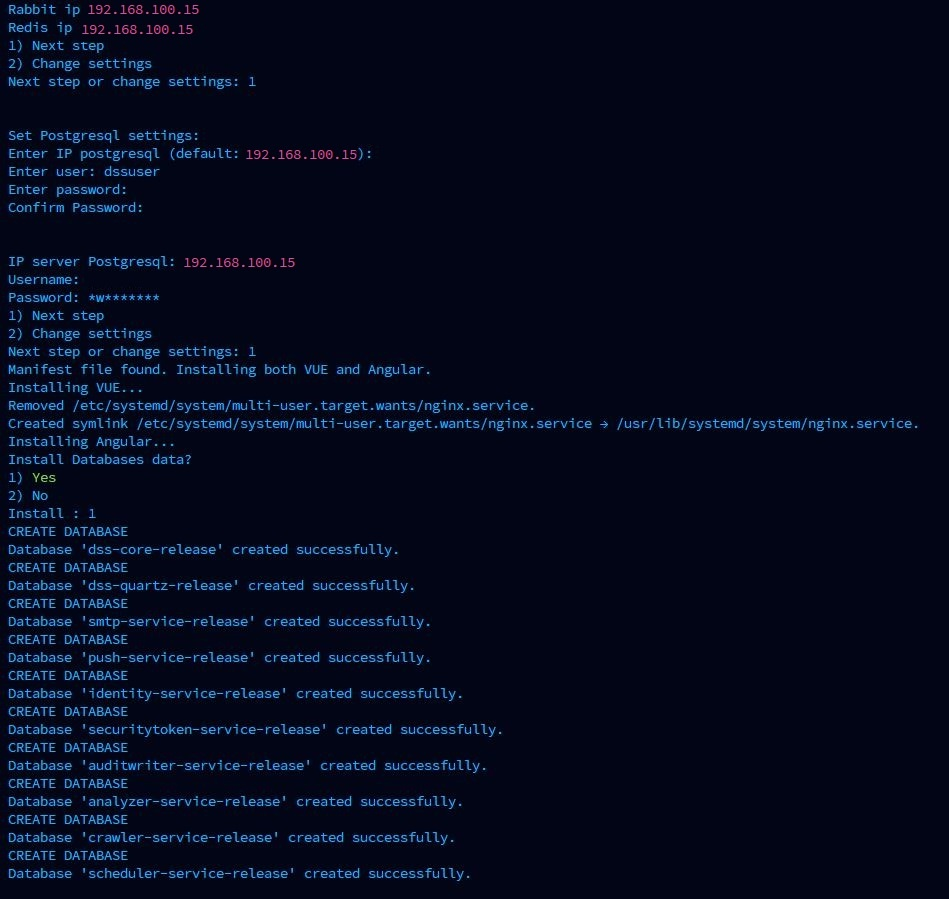 Rabbit ip 192.168.100.15
Redis ip 192.168.100.15
1) Next step
2) Change settings
Next step or change settings: 1
Set Postgresql settings:
Enter IP postgresql (default: 192.168.100.15):
Enter user: dssuser
Enter password:
Confirm Password:
IP server Postgresql: 192.168.100.15
Username:
Password: *w*******
1) Next step
2) Change settings
Next step or change settings: 1
Manifest file found. Installing both VUE and Angular.
Installing VUE...
Removed /etc/systemd/system/multi-user.target.wants/nginx.service.
Created symlink /etc/systemd/system/multi-user.target.wants/nginx.service → /usr/lib/systemd/system/nginx.service.
Installing Angular...
Install Databases data?
1) Yes
2) No
Install : 1
CREATE DATABASE
Database 'dss-core-release' created successfully.
CREATE DATABASE
Database 'dss-quartz-release' created successfully.
CREATE DATABASE
Database 'smtp-service-release' created successfully.
CREATE DATABASE
Database 'push-service-release' created successfully.
CREATE DATABASE
Database 'identity-service-release' created successfully.
CREATE DATABASE
Database 'securitytoken-service-release' created successfully.
CREATE DATABASE
Database 'auditwriter-service-release' created successfully.
CREATE DATABASE
Database 'analyzer-service-release' created successfully.
CREATE DATABASE
Database 'crawler-service-release' created successfully.
CREATE DATABASE
Database 'scheduler-service-release' created successfully.